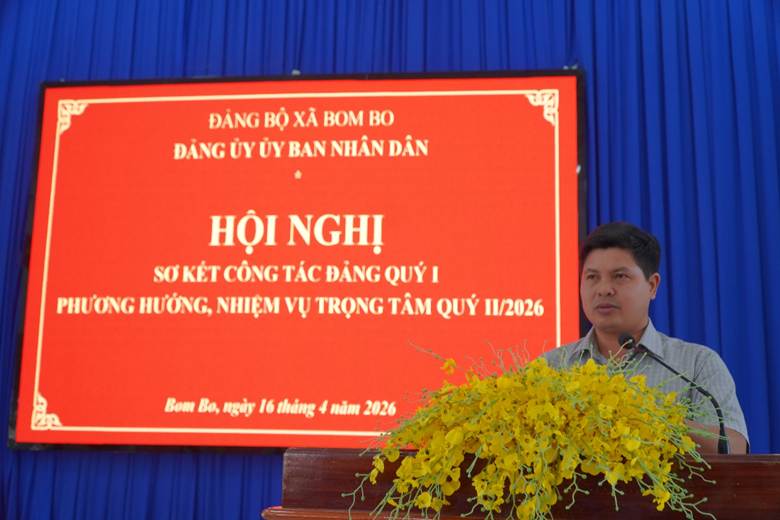 ĐẢNG BỘ XÃ BOM BO
ĐẢNG ỦY ỦY BAN NHÂN DÂN
*
HỘI NGHỊ
SƠ KẾT CÔNG TÁC ĐẢNG QUÝ I
PHƯƠNG HƯỚNG, NHIỆM VỤ TRỌNG TÂM QUÝ II/2026
Bom Bo, ngày 16 tháng 4 năm 2026